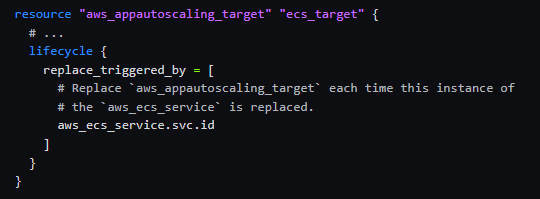 resource "aws_appautoscaling_target" "ecs_target" {
  # ...
  lifecycle {
    replace_triggered_by = [
      # Replace `aws_appautoscaling_target` each time this instance of
      # the `aws_ecs_service` is replaced.
      aws_ecs_service.svc.id
    ]
  }
}